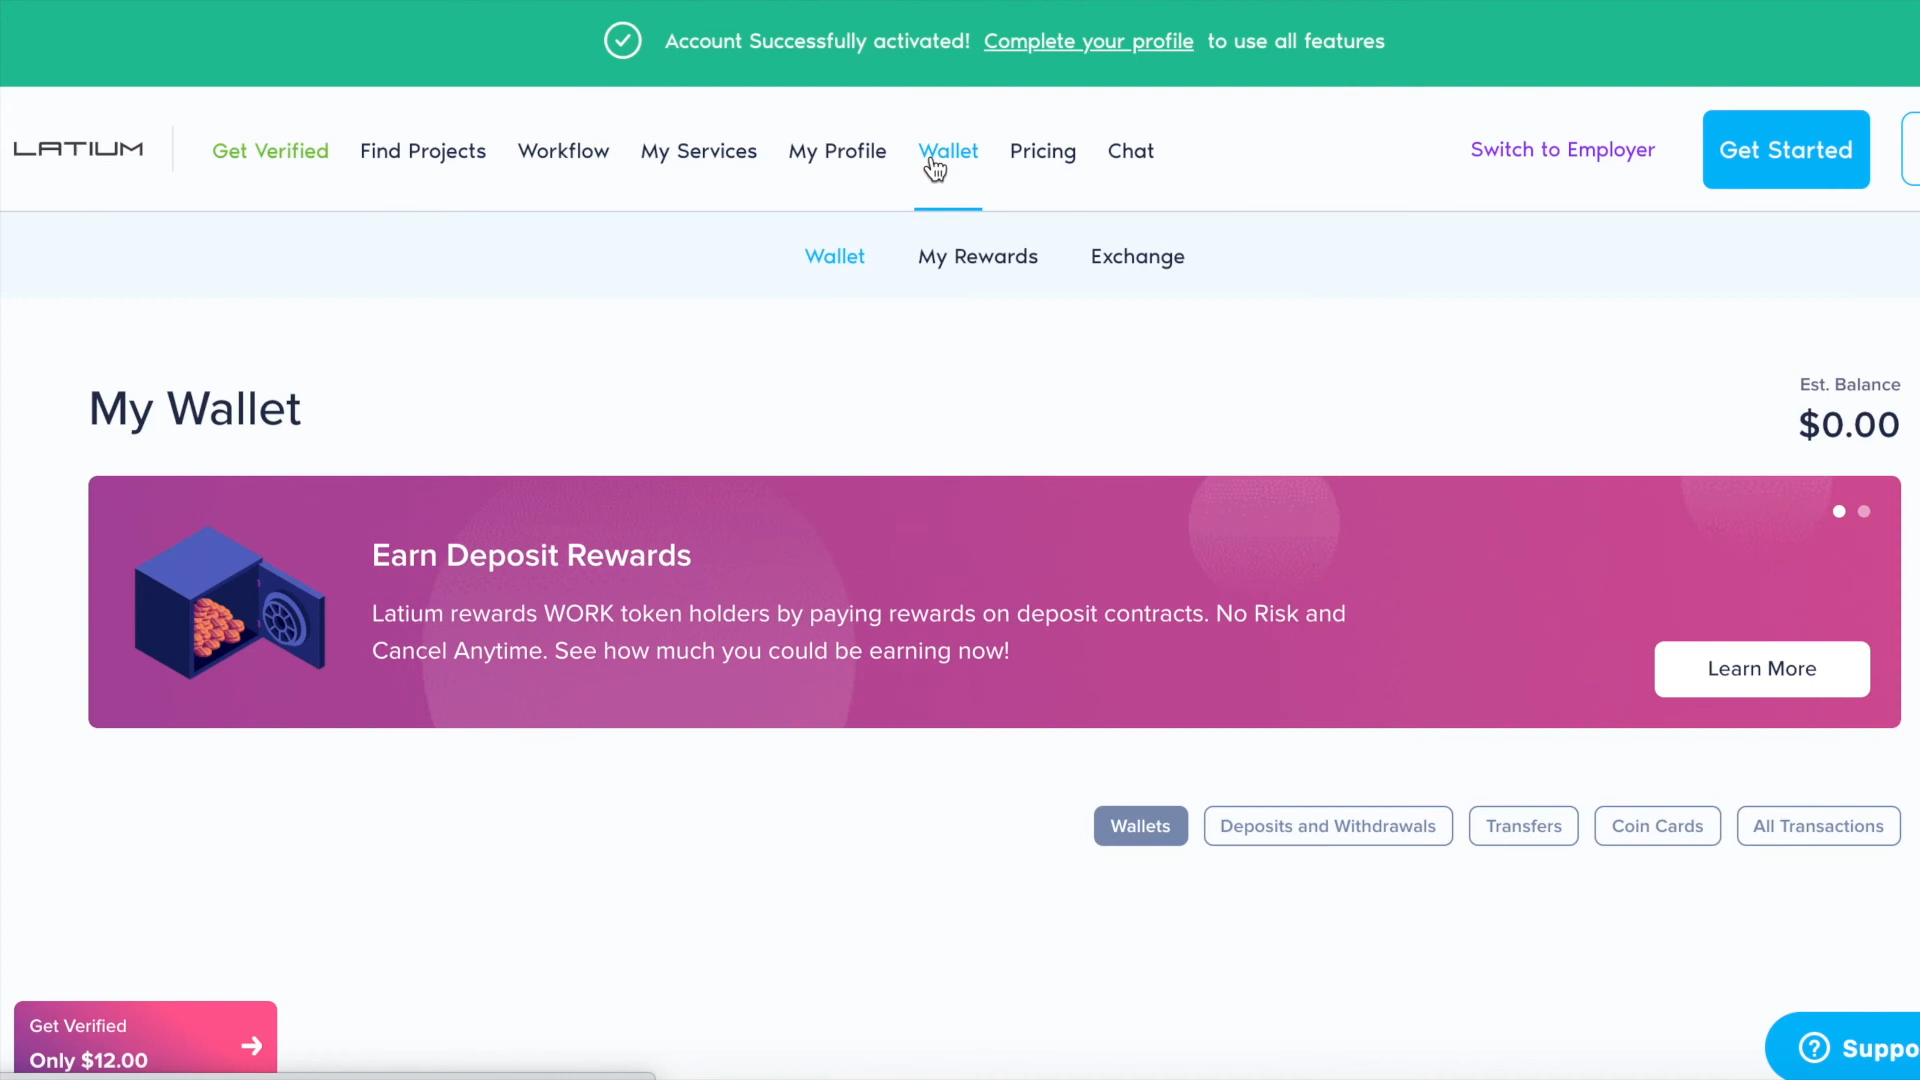 Account Successfully activated! Complete your profile to use all features
LATIUM
Get Verified Find Projects Workflow My Services My Profile Wallet Pricing Chat Switch to Employer Get Started
Wallet My Rewards Exchange
My Wallet
Est. Balance
$0.00
Earn Deposit Rewards
Latium rewards WORK token holders by paying rewards on deposit contracts. No Risk and
Cancel Anytime. See how much you could be earning now!
Learn More
Wallets Deposits and Withdrawals Transfers Coin Cards All Transactions
Get Verified
Only $12.00
Suppo